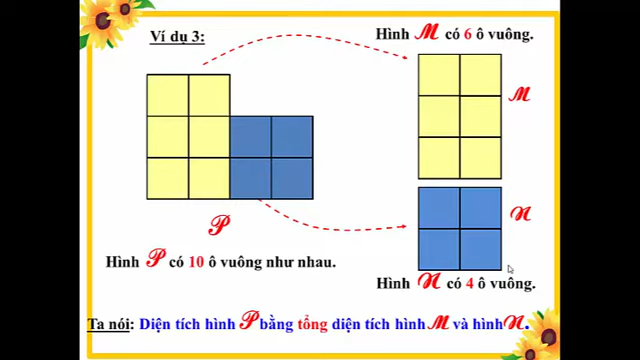 Ví dụ 3:
Hình M có 6 ô vuông.
M
N
P
Hình P có 10 ô vuông như nhau.
Hình N có 4 ô vuông.
Ta nói: Diện tích hình P bằng tổng diện tích hình M và hình N.